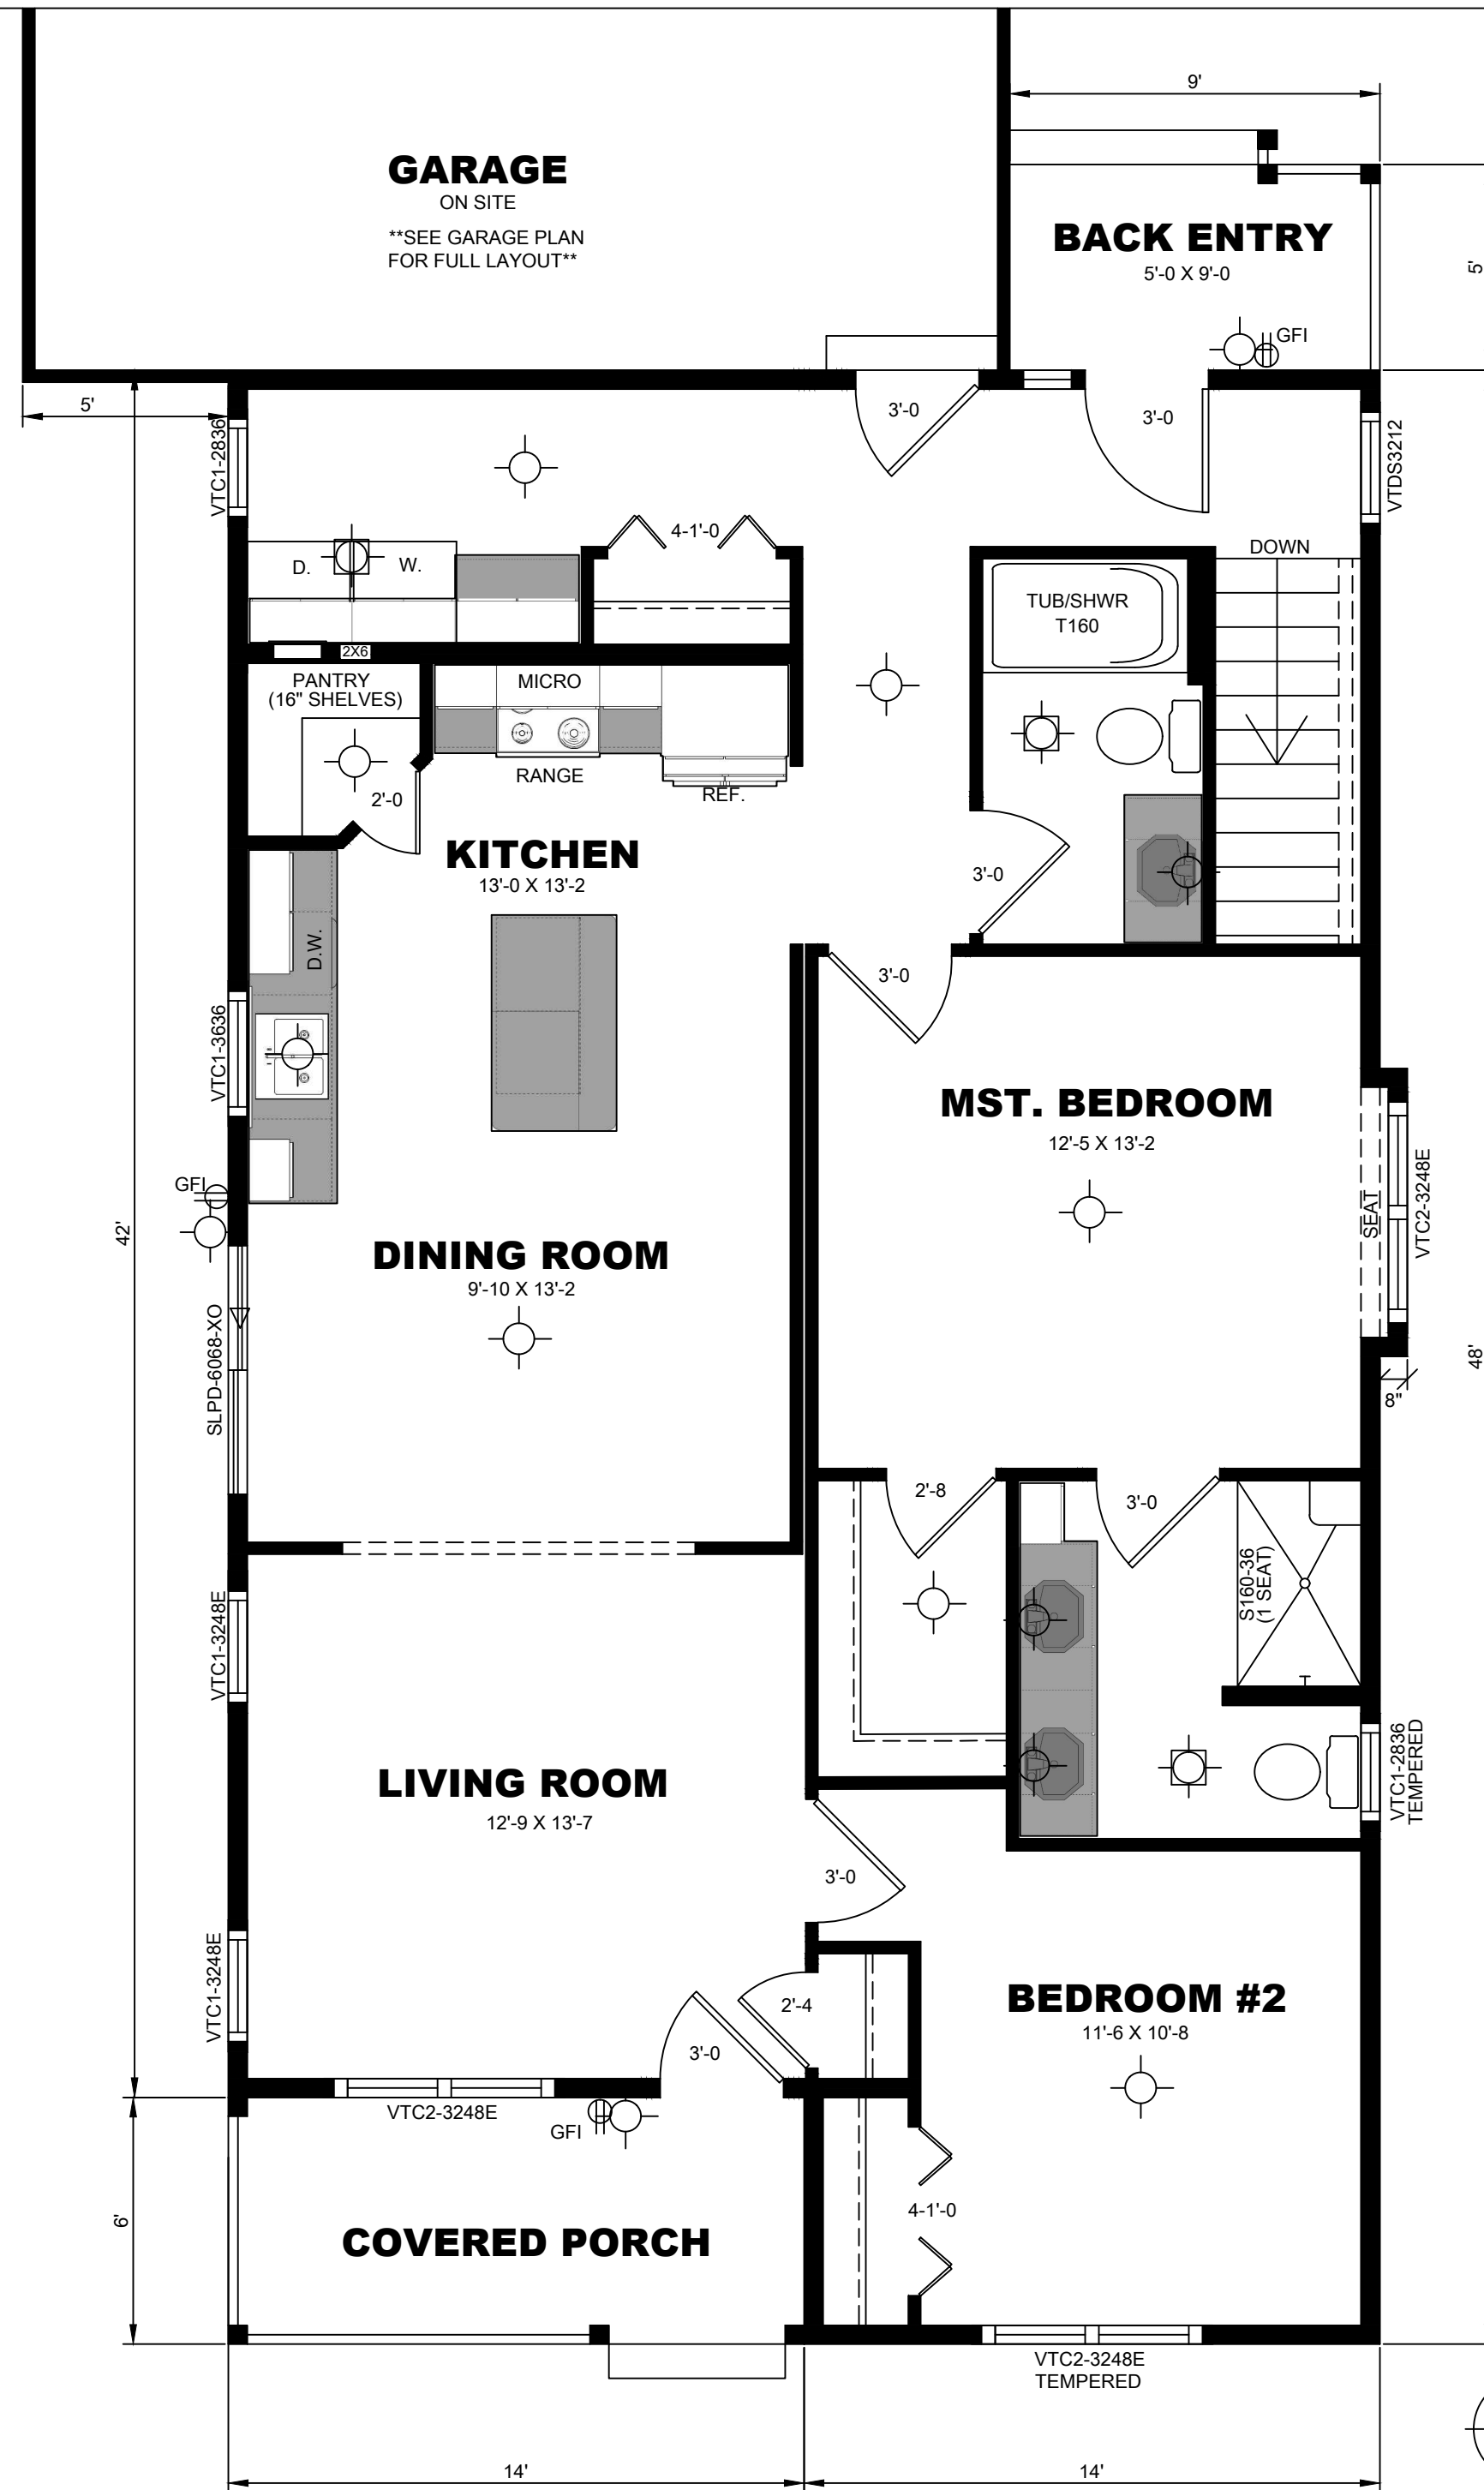 9'
GARAGE
ON SITE
**SEE GARAGE PLAN
FOR FULL LAYOUT**
BACK ENTRY
5'-0 X 9'-0
5'
GFI
5'
3'-0
3'-0
VTC1-2836
VTDS3212
4-1'-0
DOWN
D.
W.
TUB/SHWR
T160
2X6
PANTRY
(16" SHELVES)
MICRO
RANGE
REF.
2'-0
KITCHEN
13'-0 X 13'-2
3'-0
D.W.
3'-0
VTC1-3636
MST. BEDROOM
12'-5 X 13'-2
GFI
SEAT
VTC2-3248E
42'
DINING ROOM
9'-10 X 13'-2
SLPD-6068-XO
48'
8"
2'-8
3'-0
S160-36
(1 SEAT)
VTC1-3248E
LIVING ROOM
12'-9 X 13'-7
VTC1-2836
TEMPERED
3'-0
VTC1-3248E
BEDROOM #2
11'-6 X 10'-8
2'-4
3'-0
VTC2-3248E
GFI
6'
4-1'-0
COVERED PORCH
VTC2-3248E
TEMPERED
14'
14'